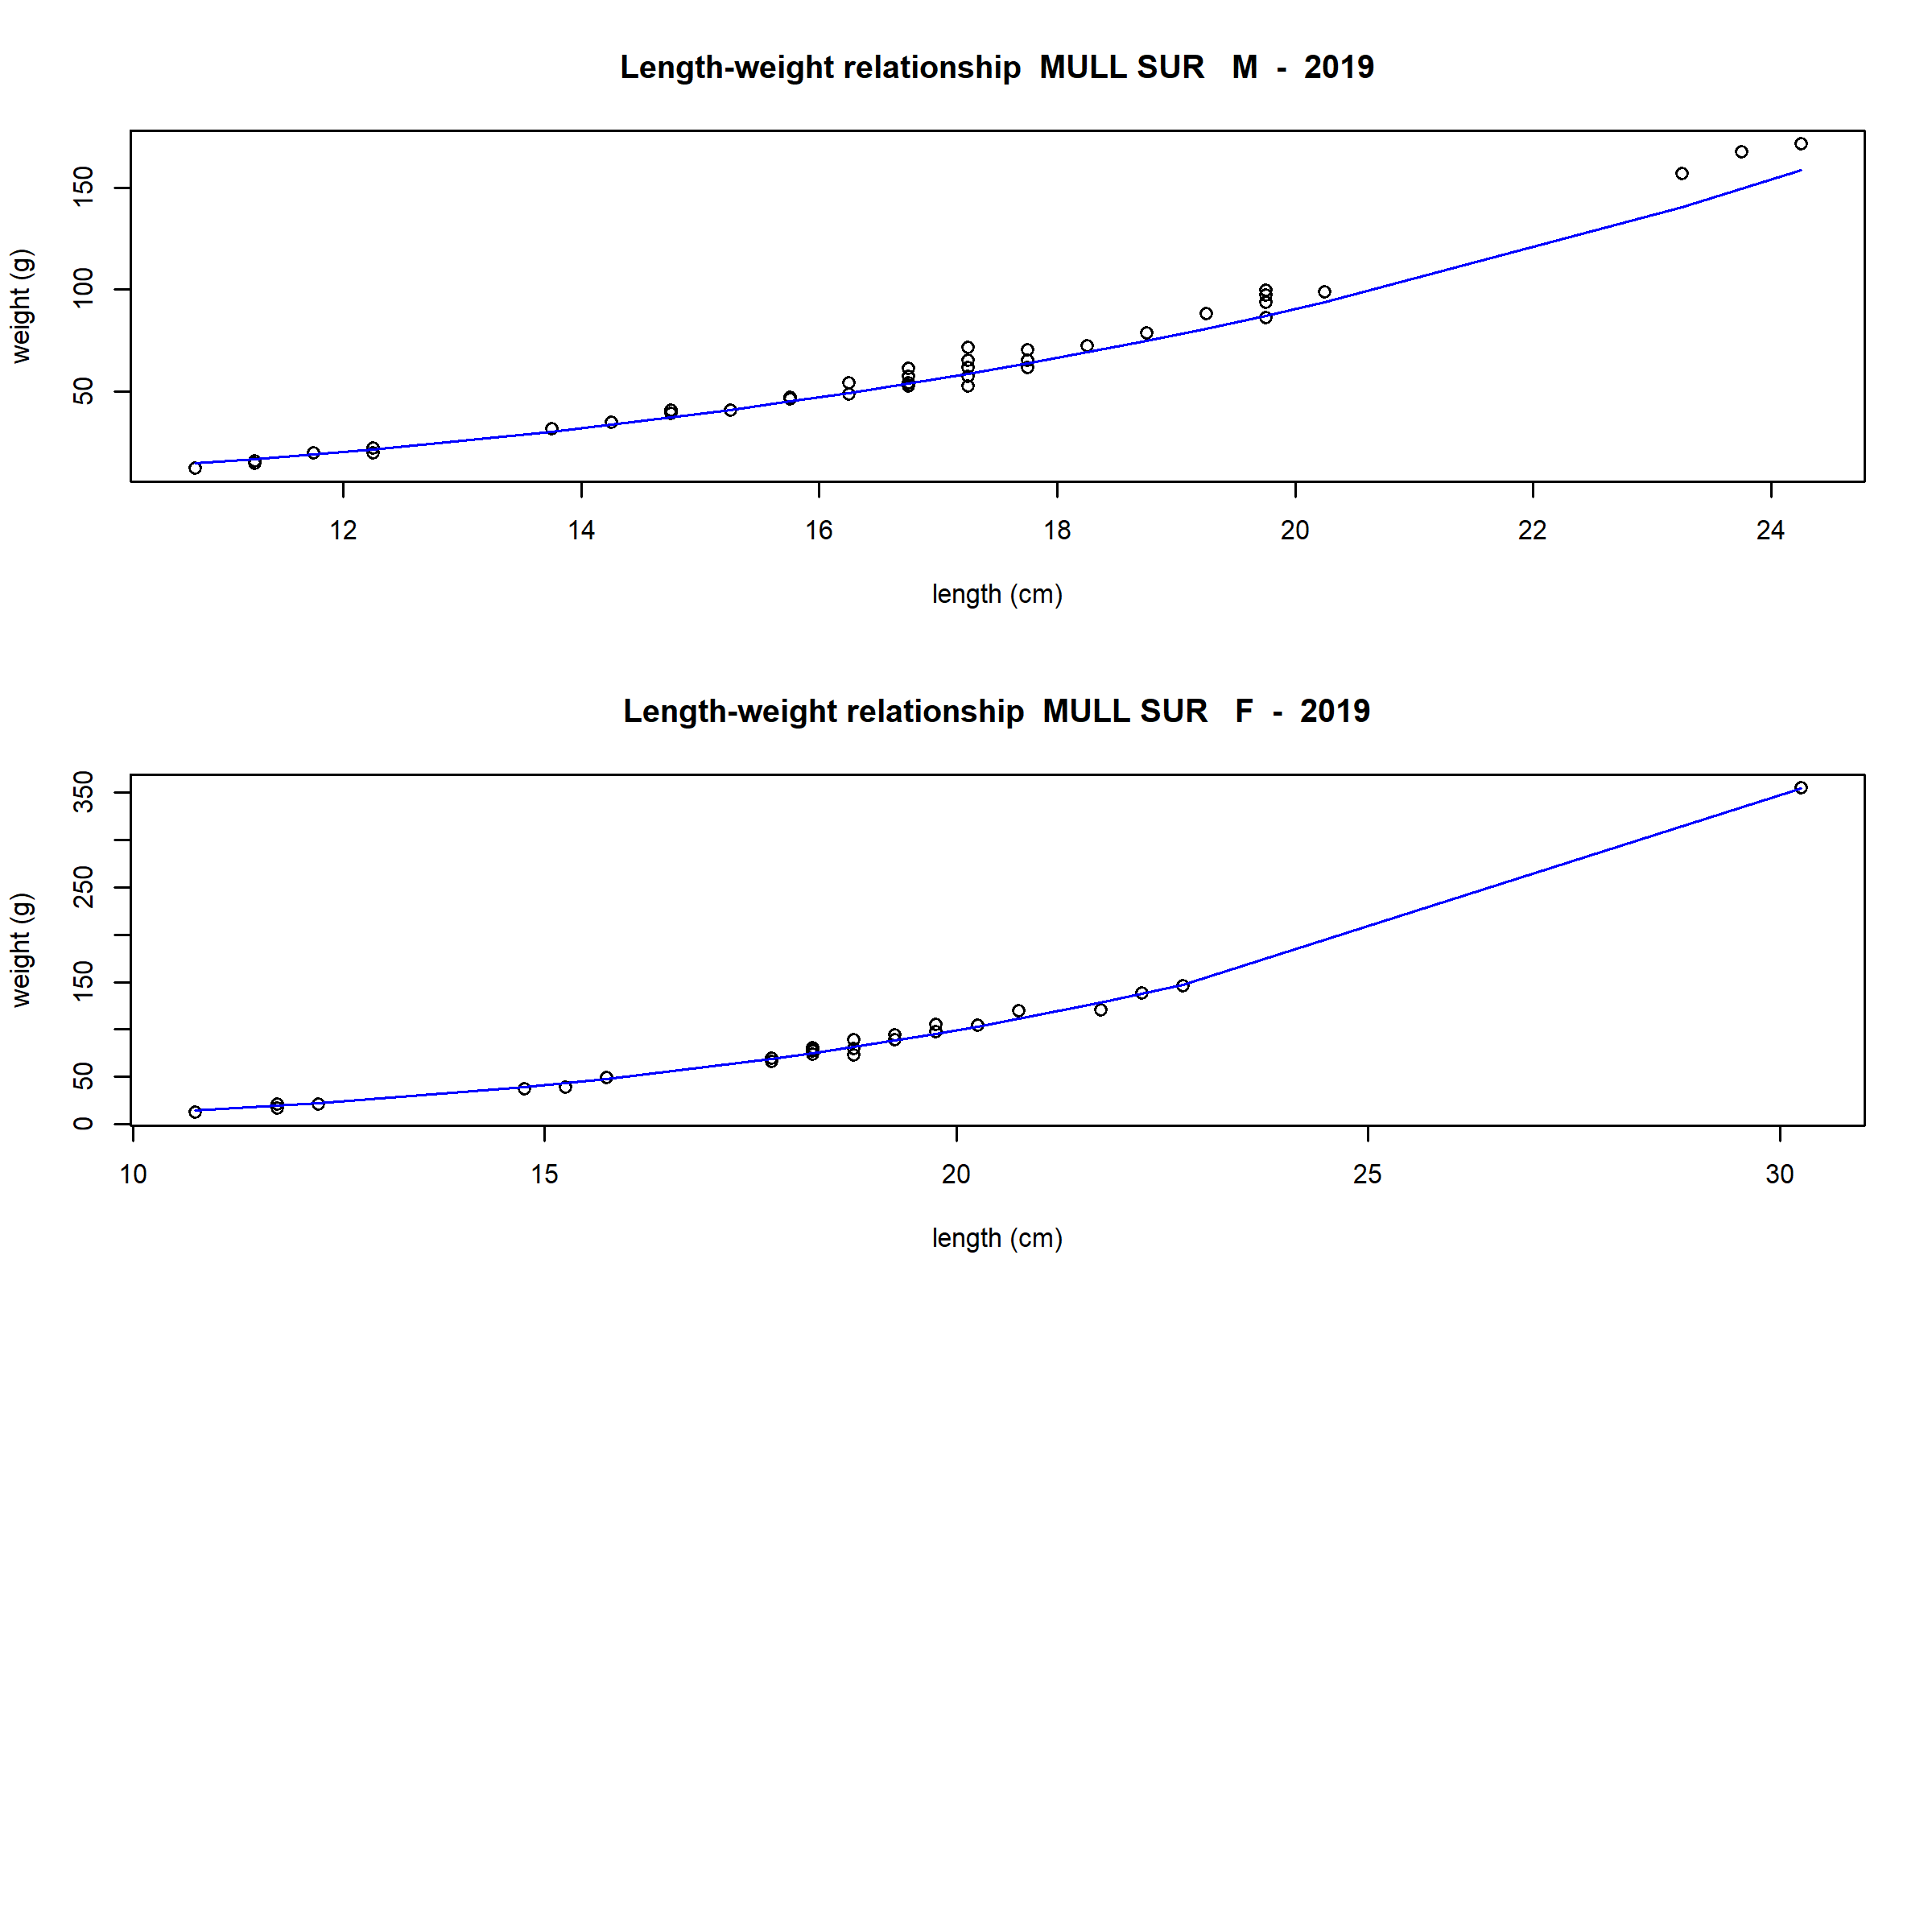 Length-weight relationship  MULL SUR   M  -  2019
weight (g)
150
100
50
12 14 16 18 20 22 24
length (cm)
Length-weight relationship  MULL SUR   F  -  2019
weight (g)
350
250
150
50
0
10 15 20 25 30
length (cm)